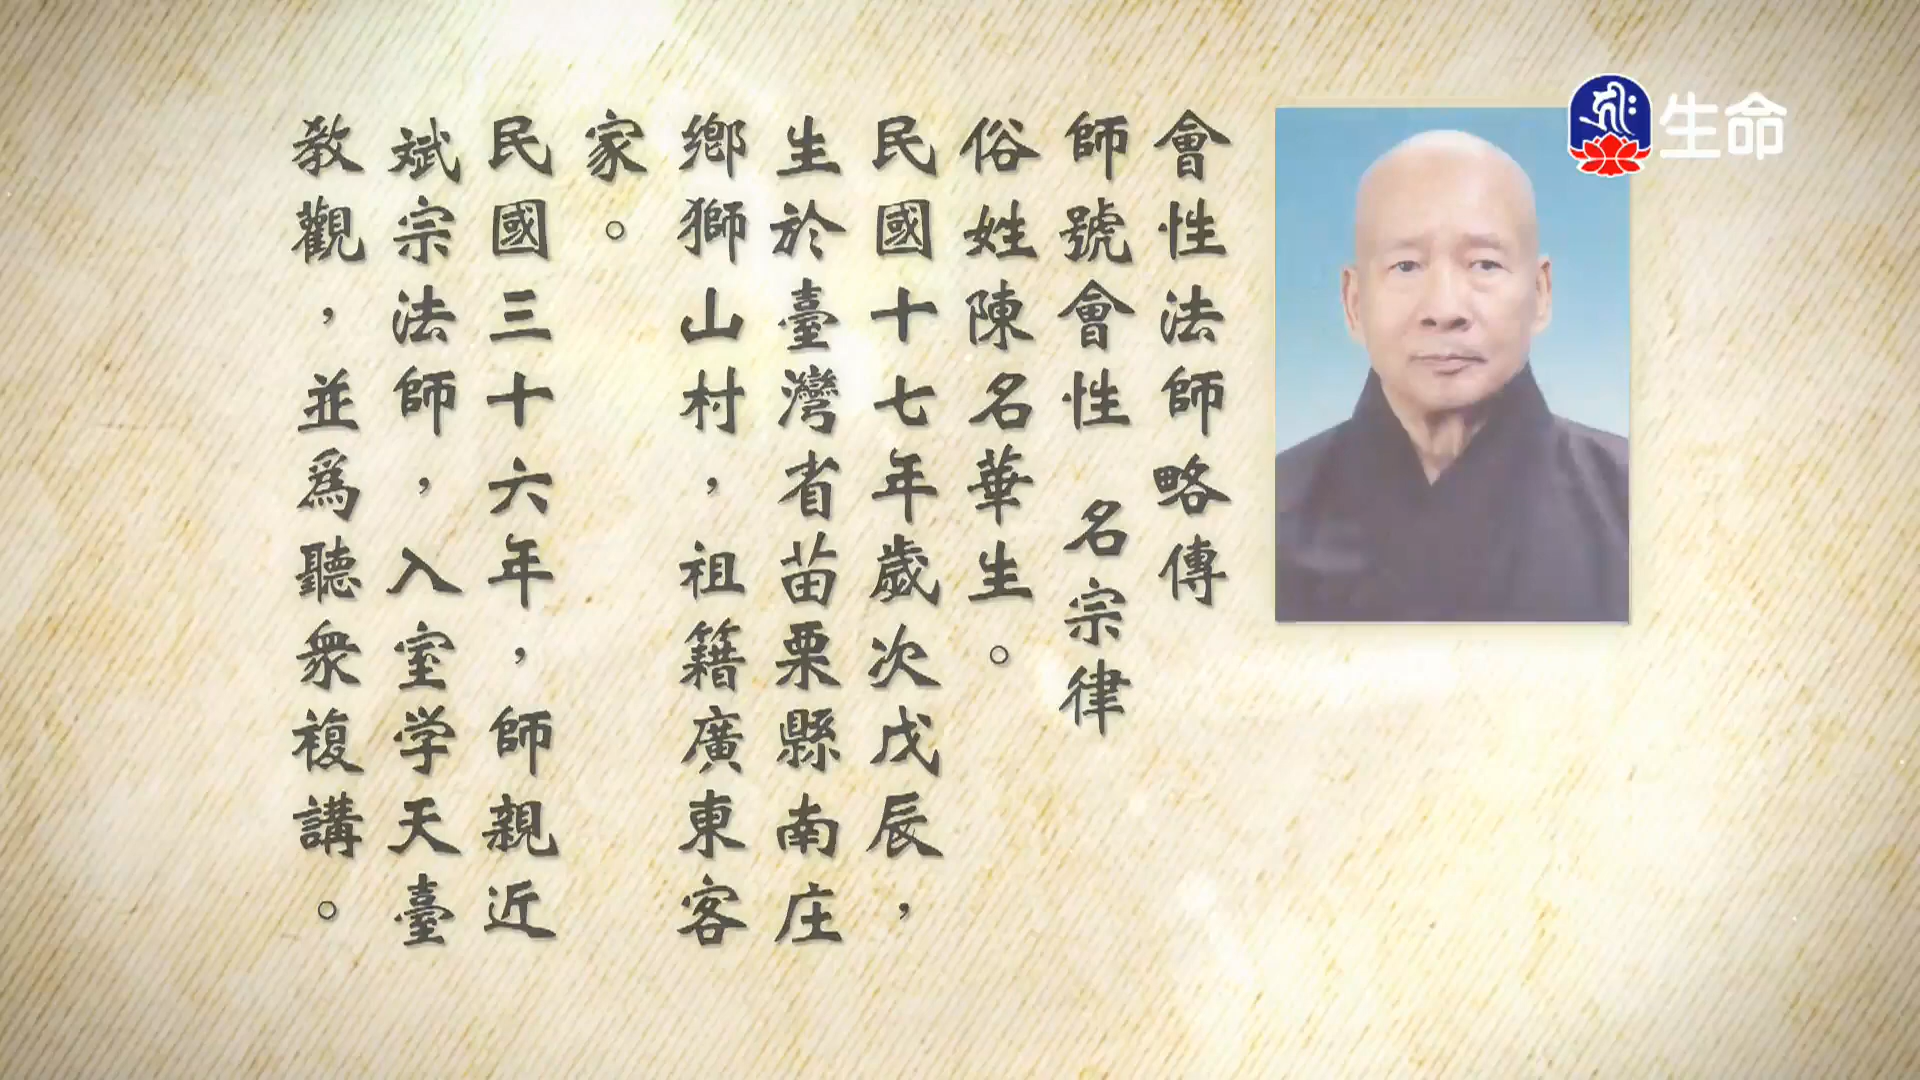 會性法師略傳
師號會性 名宗律
俗姓陳名華生。
民國十七年歲次戊辰，
生於臺灣省苗栗縣南庄
鄉獅山村，祖籍廣東客
家。
民國三十六年，師親近
斌宗法師，入室学天臺
教觀，並爲聽衆複講。
生命